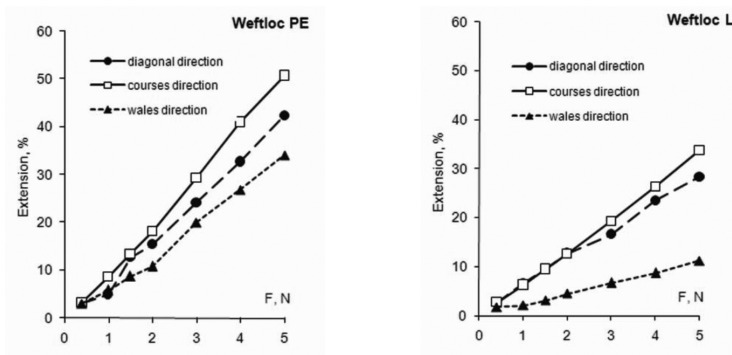 Weftloc PE
60
50
40
30
20
10
0
Extension, %
diagonal direction
courses direction
wales direction
F, N
0 1 2 3 4 5
Weftloc L
60
50
40
30
20
10
0
Extension, %
diagonal direction
courses direction
wales direction
F, N
0 1 2 3 4 5